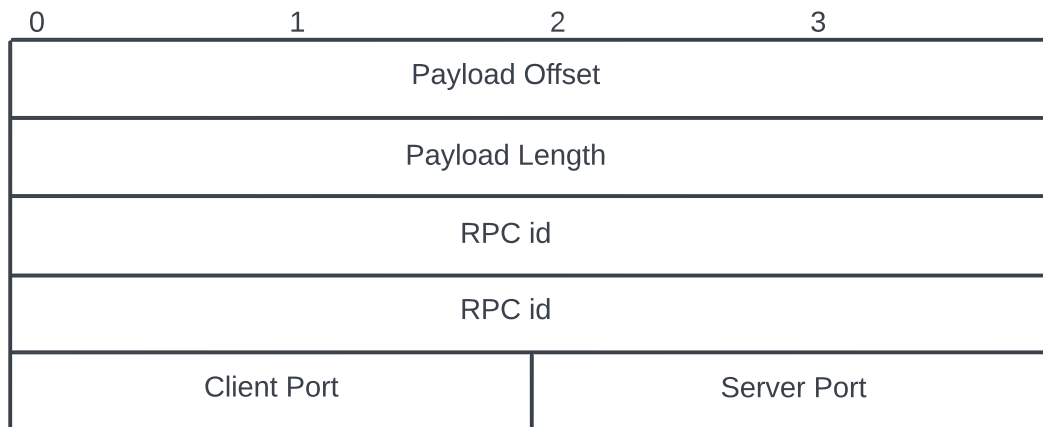 0 1 2 3
Payload Offset
Payload Length
RPC id
RPC id
Client Port Server Port